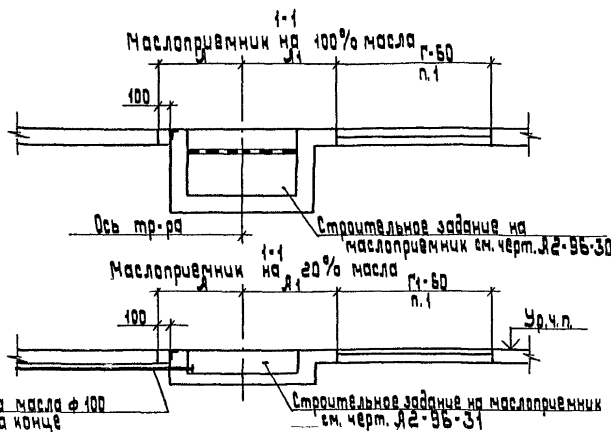 1-1
Маслоприемник на 100% масла
А А1 Г-60
п.1
100
Ось тр-ра
Строительное задание на
маслоприемник см. черт. А2-96-30
1-1
Маслоприемник на 20% масла
А А1 Г1-60
п.1
100
Ур.ч.п.
а масла ф 100
а конце
Строительное задание на маслоприемник
см. черт. А2-96-31